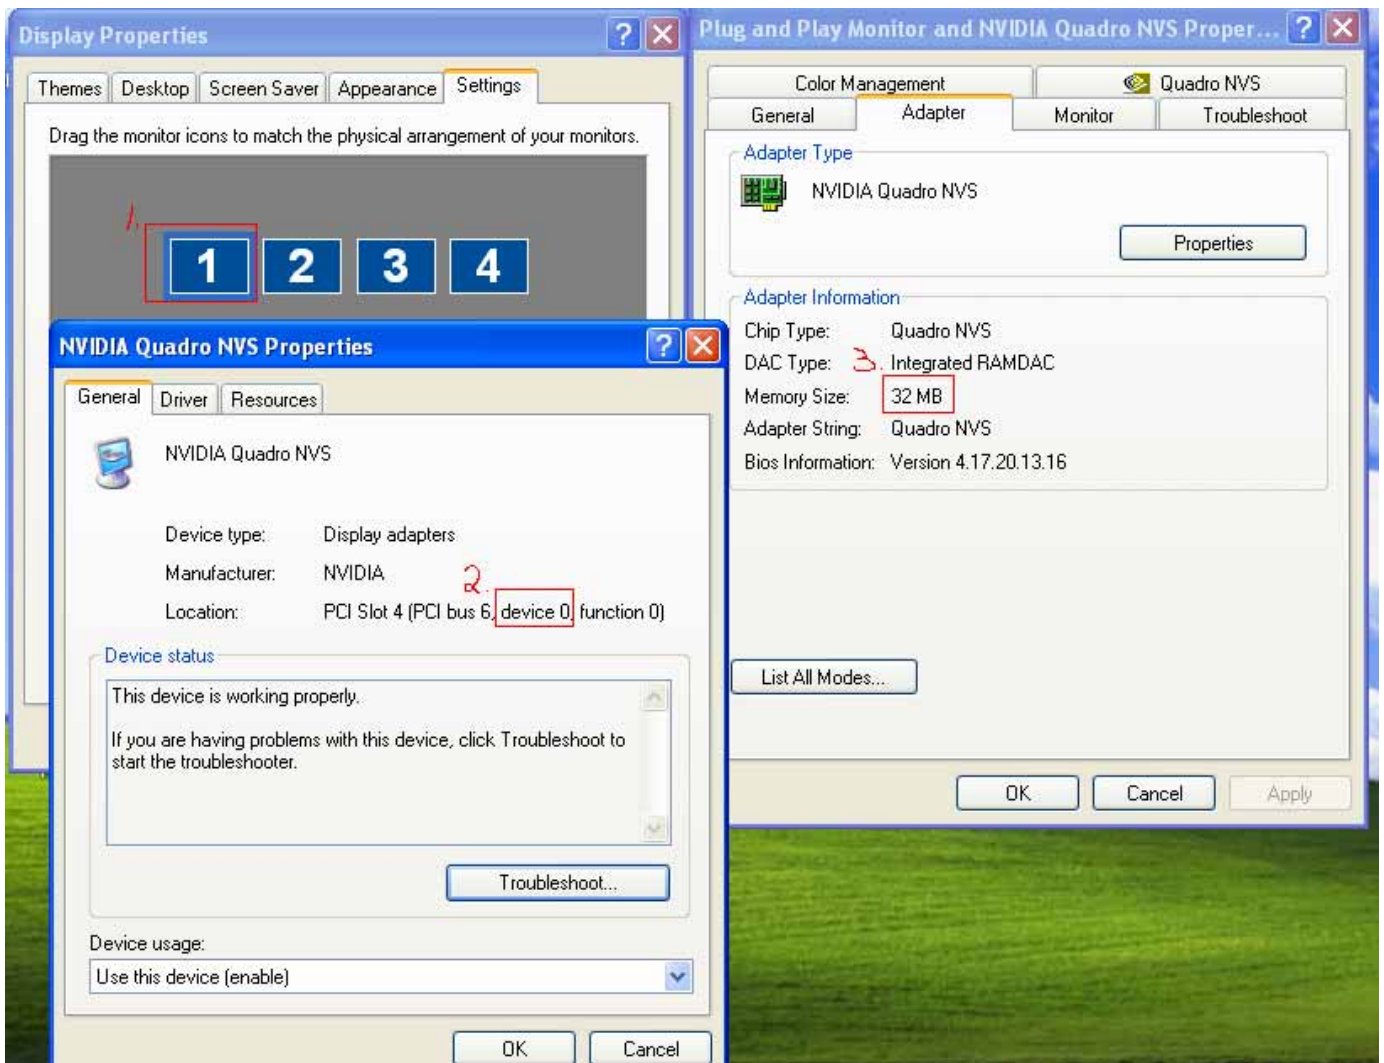 Display Properties
Themes Desktop Screen Saver Appearance Settings
Drag the monitor icons to match the physical arrangement of your monitors.
1.
1 2 3 4
NVIDIA Quadro NVS Properties
General Driver Resources
NVIDIA Quadro NVS
Device type: Display adapters
Manufacturer: NVIDIA
2.
Location: PCI Slot 4 (PCI bus 6, device 0, function 0)
Device status
This device is working properly.
If you are having problems with this device, click Troubleshoot to
start the troubleshooter.
Troubleshoot...
Device usage:
Use this device (enable)
OK Cancel
Plug and Play Monitor and NVIDIA Quadro NVS Proper...
Color Management Quadro NVS
General Adapter Monitor Troubleshoot
Adapter Type
NVIDIA Quadro NVS
Properties
Adapter Information
Chip Type: Quadro NVS
DAC Type: 3. Integrated RAMDAC
Memory Size: 32 MB
Adapter String: Quadro NVS
Bios Information: Version 4.17.20.13.16
List All Modes...
OK Cancel Apply